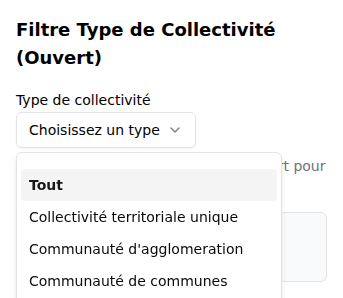 Filtre Type de Collectivité
(Ouvert)
Type de collectivité
Choisissez un type
pour
Tout
Collectivité territoriale unique
Communauté d'agglomeration
Communauté de communes